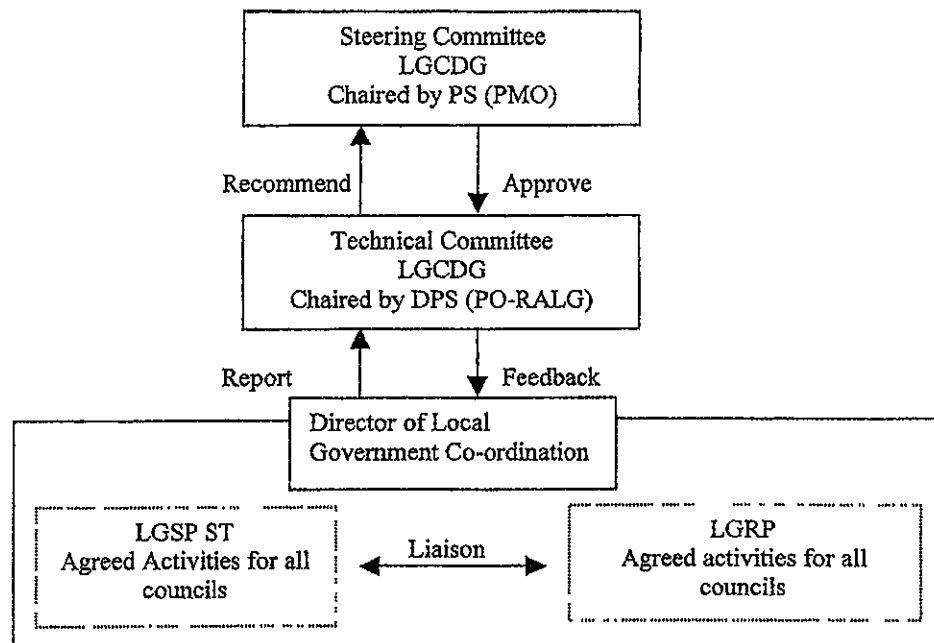 Steering Committee
LGCDG
Chaired by PS (PMO)
Recommend
Approve
Technical Committee
LGCDG
Chaired by DPS (PO-RALG)
Report
Feedback
Director of Local
Government Co-ordination
LGSP ST
Agreed Activities for all
councils
Liaison
LGRP
Agreed activities for all
councils